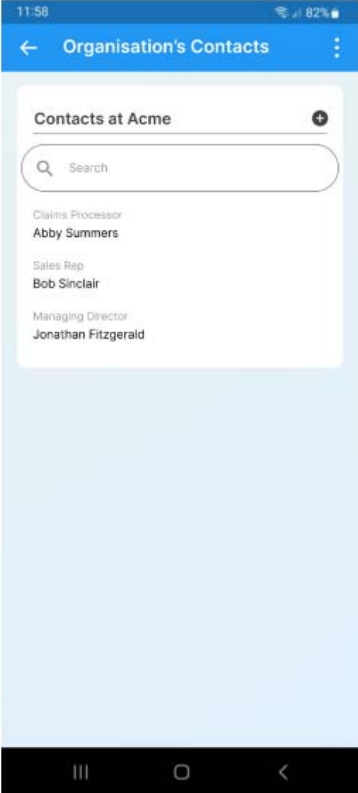 11:58
82%
Organisation's Contacts
Contacts at Acme
Search
Claims Processor
Abby Summers
Sales Rep
Bob Sinclair
Managing Director
Jonathan Fitzgerald